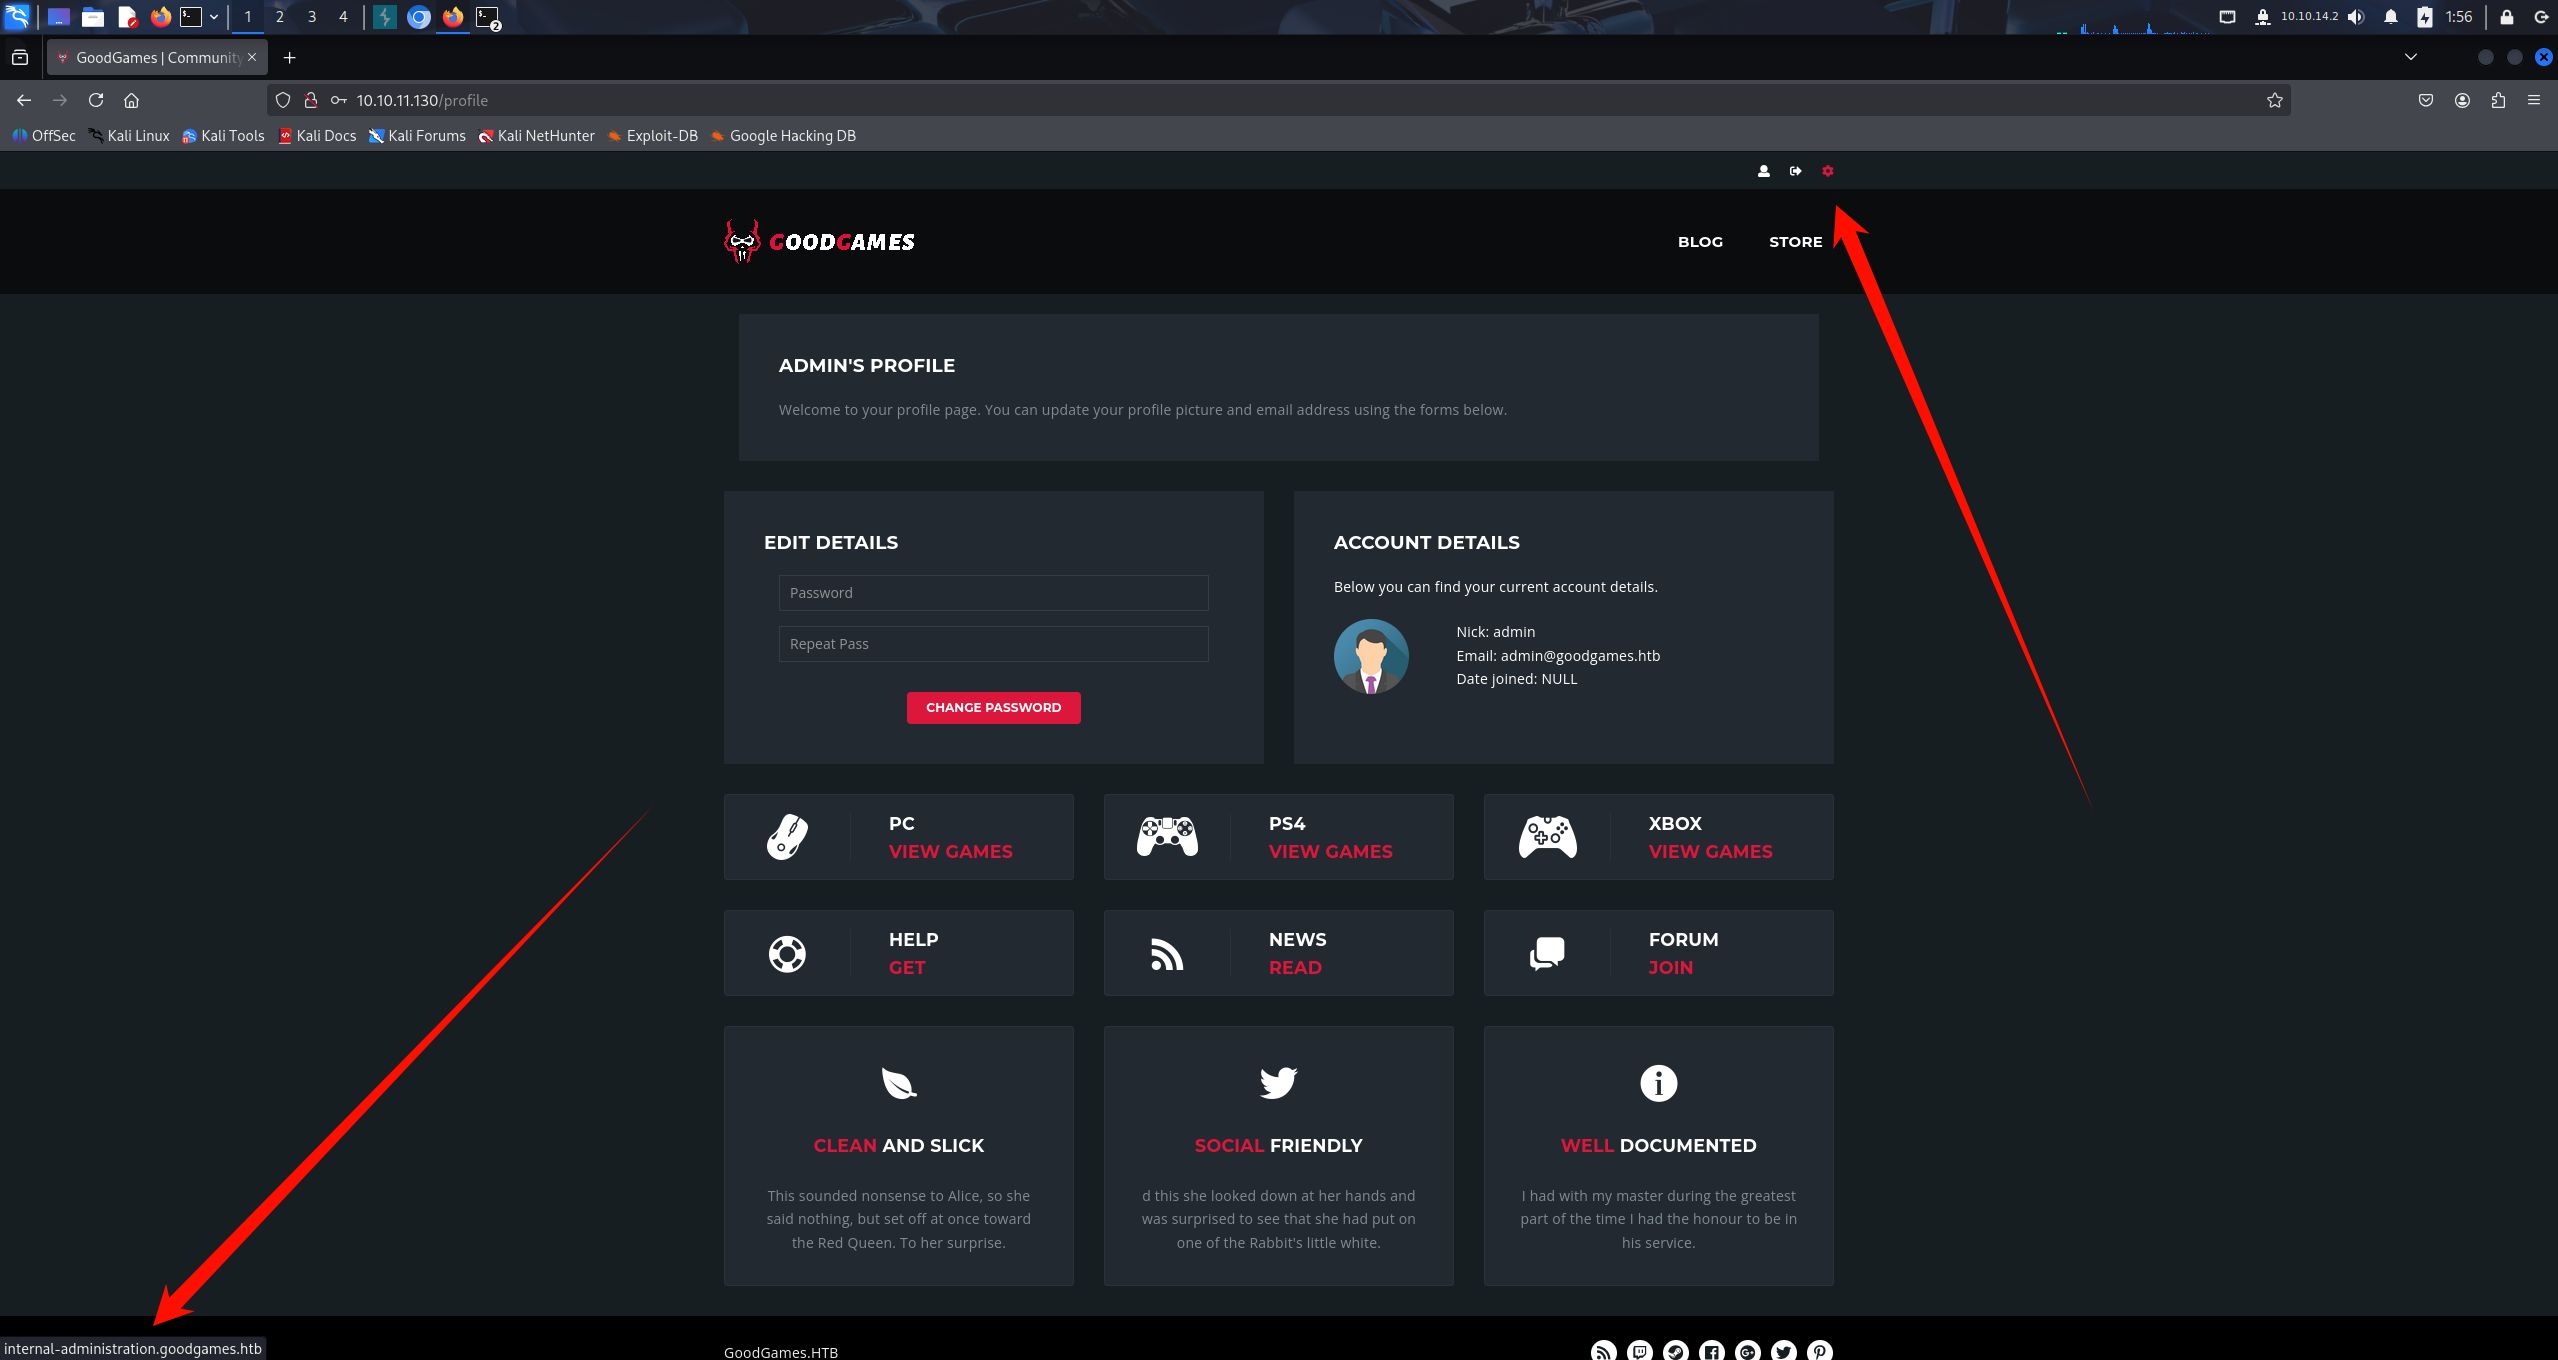 1 2 3 4
2
10.10.14.2
1:56
GoodGames | Community
10.10.11.130/profile
OffSec Kali Linux Kali Tools Kali Docs Kali Forums Kali NetHunter Exploit-DB Google Hacking DB
GOODGAMES
BLOG STORE
ADMIN'S PROFILE
Welcome to your profile page. You can update your profile picture and email address using the forms below.
EDIT DETAILS
Password
Repeat Pass
CHANGE PASSWORD
ACCOUNT DETAILS
Below you can find your current account details.
Nick: admin
Email: admin@goodgames.htb
Date joined: NULL
PC
VIEW GAMES
PS4
VIEW GAMES
XBOX
VIEW GAMES
HELP
GET
NEWS
READ
FORUM
JOIN
CLEAN AND SLICK
This sounded nonsense to Alice, so she
said nothing, but set off at once toward
the Red Queen. To her surprise.
SOCIAL FRIENDLY
d this she looked down at her hands and
was surprised to see that she had put on
one of the Rabbit's little white.
WELL DOCUMENTED
I had with my master during the greatest
part of the time I had the honour to be in
his service.
internal-administration.goodgames.htb
GoodGames.HTB